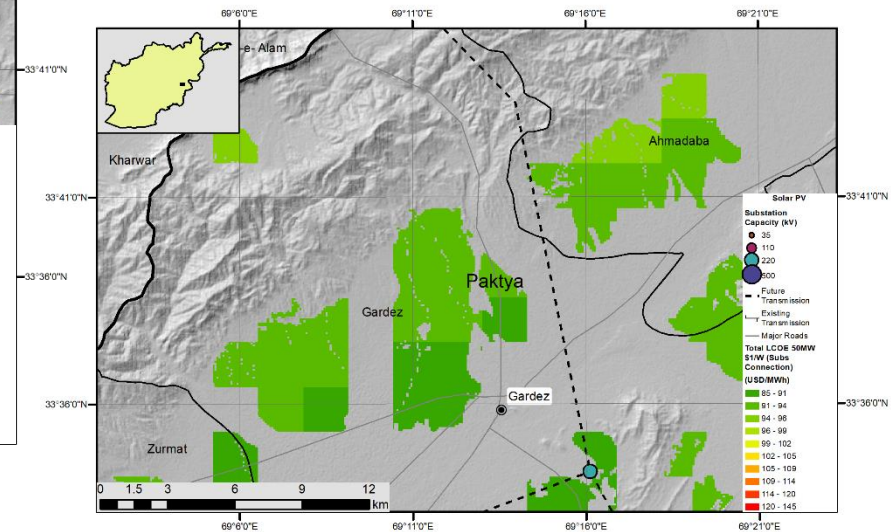 69°6'0"E 69°11'0"E 69°16'0"E 69°21'0"E
e- Alam
33°41'0"N
Kharwar
Ahmadaba
33°41'0"N
33°41'0"N
Solar PV
Substation
Capacity (kV)
35
110
220
500
Future
Transmission
Existing
Transmission
Major Roads
Total LCOE 50MW
$1/W (Subs
Connection)
(USD/MWh)
85 - 91
91 - 94
94 - 96
96 - 99
99 - 102
102 - 105
105 - 109
109 - 114
114 - 120
120 - 145
33°36'0"N
Paktya
Gardez
Gardez
33°36'0"N
33°36'0"N
Zurmat
0 1.5 3 6 9 12
km
69°6'0"E 69°11'0"E 69°16'0"E 69°21'0"E